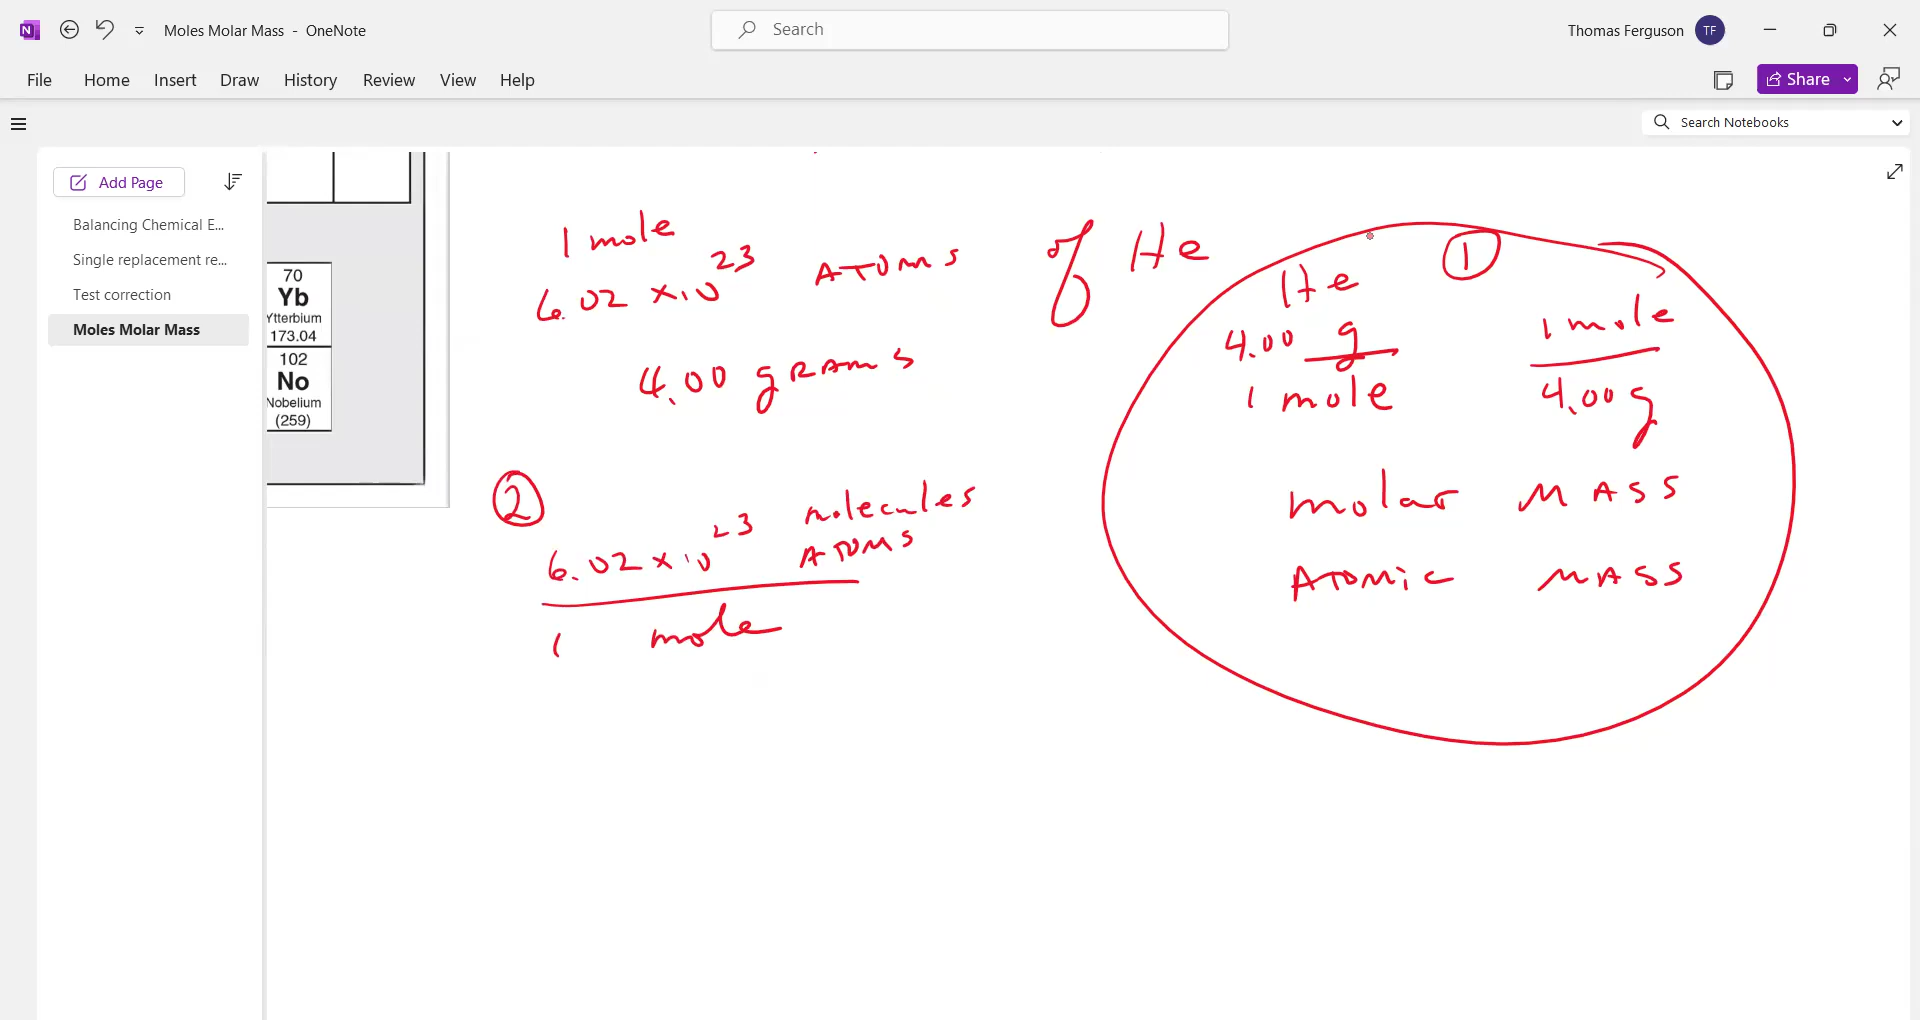 Moles Molar Mass - OneNote
Search
Thomas Ferguson TF
File Home Insert Draw History Review View Help
Share
Search Notebooks
Add Page
Balancing Chemical E...
Single replacement re...
Test correction
Moles Molar Mass
70
Yb
Ytterbium
173.04
102
No
Nobelium
(259)
1 mole
6.02 x10 23 ATOMS of He
4.00 grams
1
He
4.00 g
1 mole
1 mole
4.00 g
molar MASS
ATOMIC MASS
2
6.02 x10 23 molecules
ATOMS
1 mole